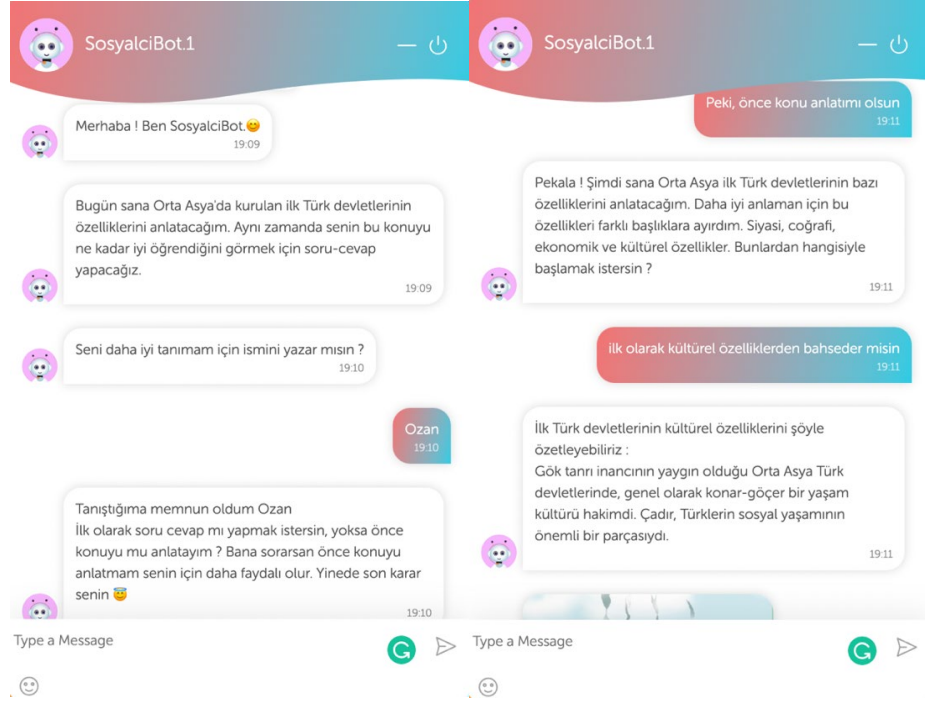 SosyalciBot.1
Merhaba ! Ben SosyalciBot.😊
19:09
Bugün sana Orta Asya'da kurulan ilk Türk devletlerinin
özelliklerini anlatacağım. Aynı zamanda senin bu konuyu
ne kadar iyi öğrendiğini görmek için soru-cevap
yapacağız.
19:09
Seni daha iyi tanımam için ismini yazar mısın ?
19:10
Ozan
19:10
Tanıştığıma memnun oldum Ozan
İlk olarak soru cevap mı yapmak istersin, yoksa önce
konuyu mu anlatayım ? Bana sorarsan önce konuyu
anlatmam senin için daha faydalı olur. Yinede son karar
senin 😇
19:10
Type a Message
SosyalciBot.1
Peki, önce konu anlatımı olsun
19:11
Pekala ! Şimdi sana Orta Asya ilk Türk devletlerinin bazı
özelliklerini anlatacağım. Daha iyi anlaman için bu
özellikleri farklı başlıklara ayırdım. Siyasi, coğrafi,
ekonomik ve kültürel özellikler. Bunlardan hangisiyle
başlamak istersin ?
19:11
ilk olarak kültürel özelliklerden bahseder misin
19:11
İlk Türk devletlerinin kültürel özelliklerini şöyle
özetleyebiliriz :
Gök tanrı inancının yaygın olduğu Orta Asya Türk
devletlerinde, genel olarak konar-göçer bir yaşam
kültürü hakimdi. Çadır, Türklerin sosyal yaşamının
önemli bir parçasıydı.
19:11
Type a Message